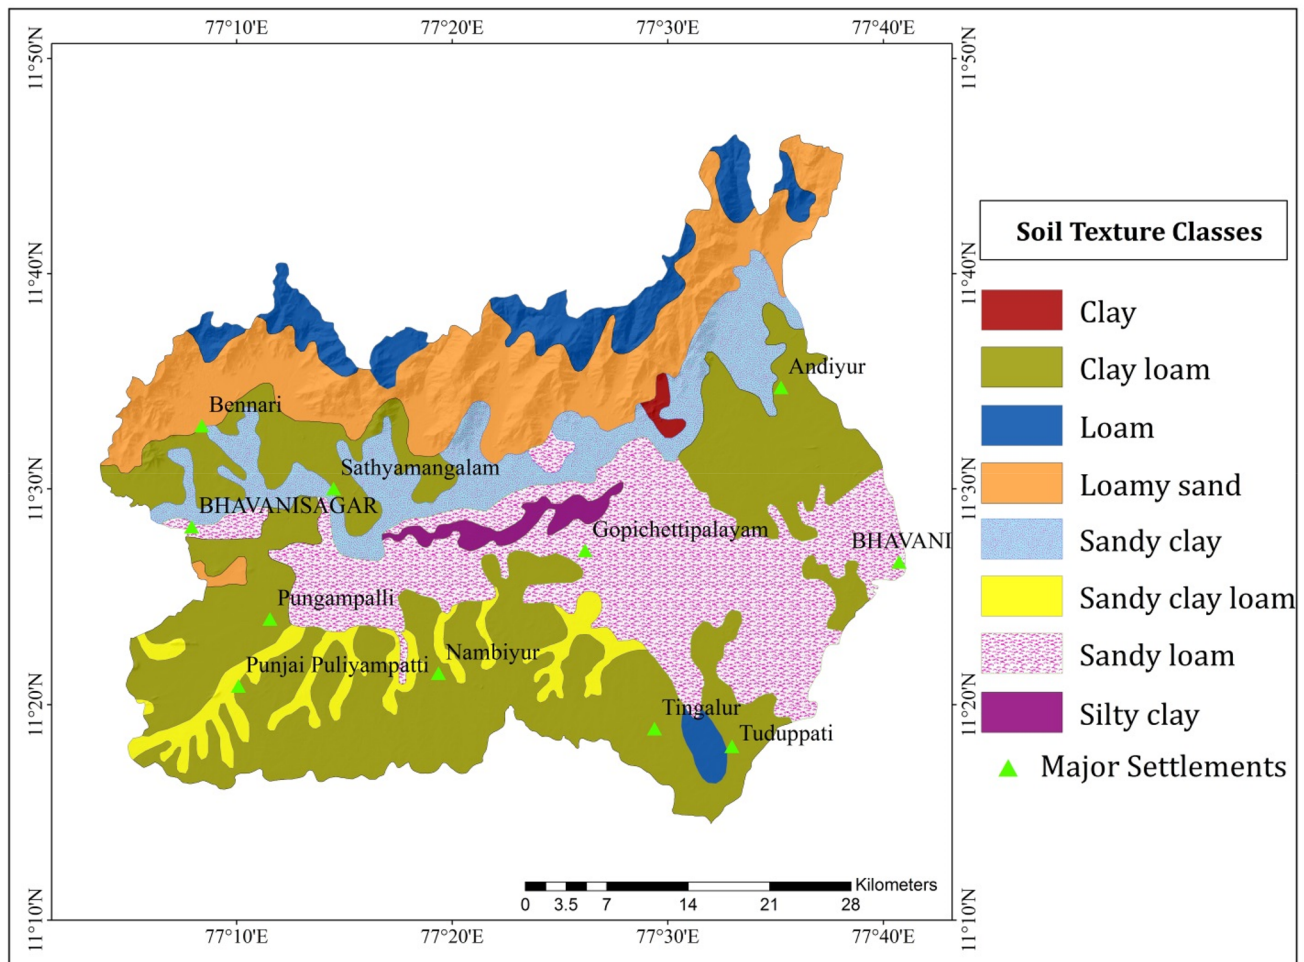 77°10'E 77°20'E 77°30'E 77°40'E
11°50'N 11°50'N
11°40'N 11°40'N
11°30'N 11°30'N
11°20'N 11°20'N
11°10'N 11°10'N
Andiyur
Bennari
Sathyamangalam
BHAVANISAGAR
Gopichettipalayam
BHAVANI
Pungampalli
Nambiyur
Punjai Puliyampatti
Tingalur
Tuduppati
Kilometers
0 3.5 7 14 21 28
77°10'E 77°20'E 77°30'E 77°40'E
Soil Texture Classes
Clay
Clay loam
Loam
Loamy sand
Sandy clay
Sandy clay loam
Sandy loam
Silty clay
Major Settlements